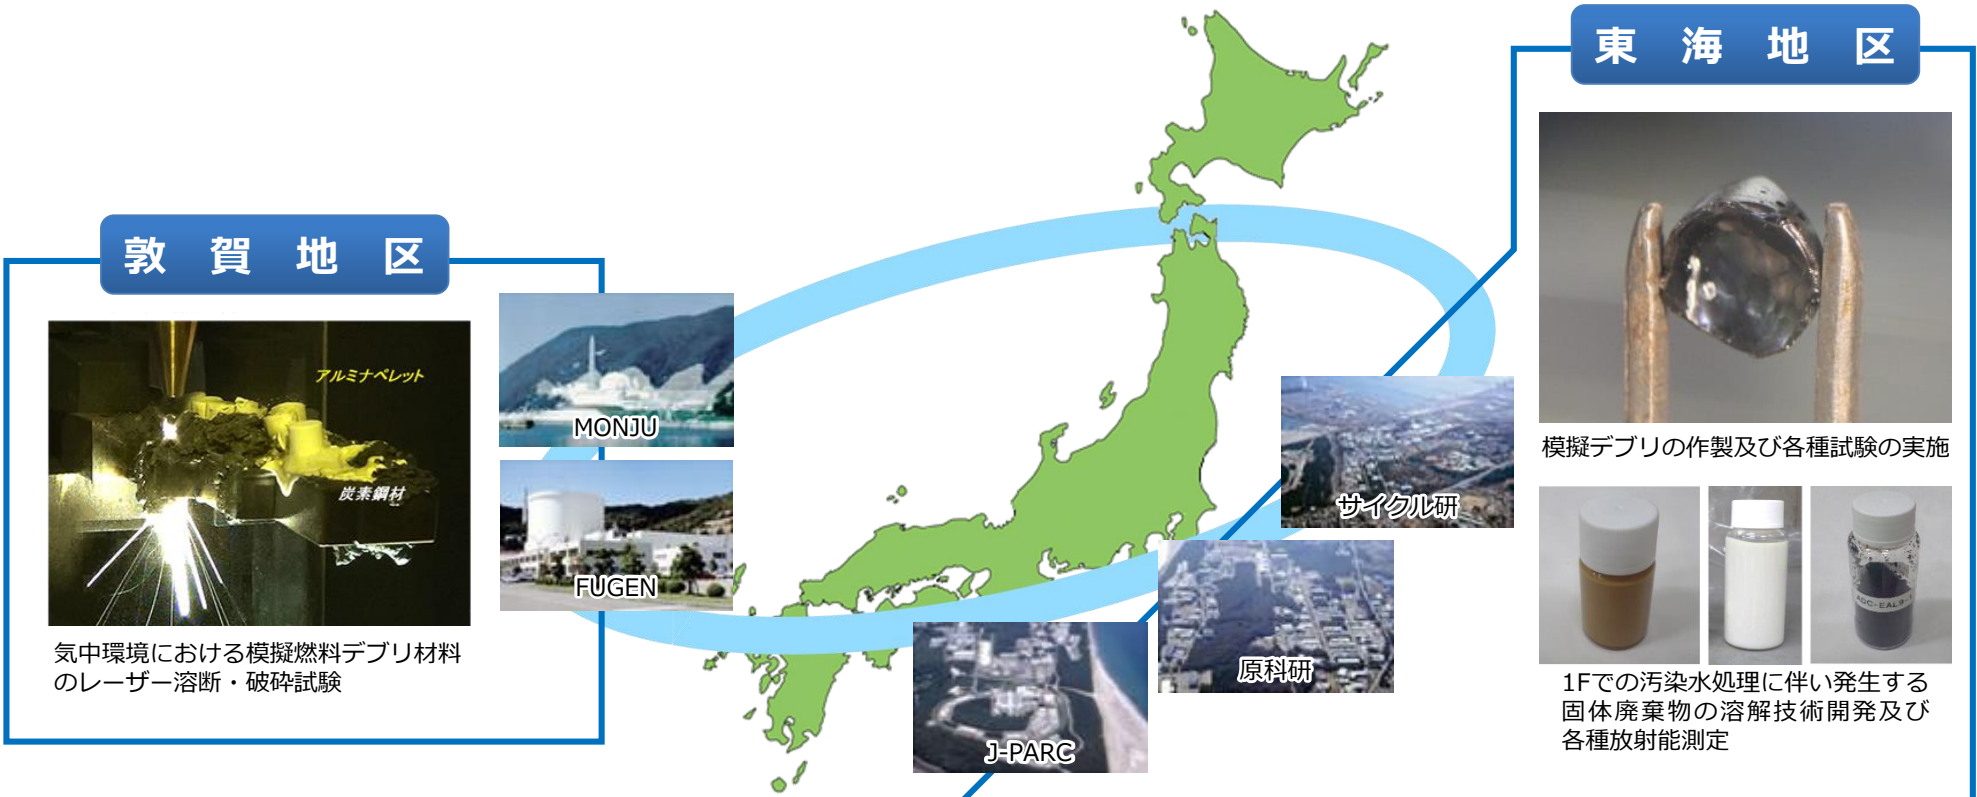 敦賀地区
アルミナペレット
炭素鋼材
気中環境における模擬燃料デブリ材料
のレーザー溶断・破砕試験
MONJU
FUGEN
J-PARC
原科研
サイクル研
東海地区
模擬デブリの作製及び各種試験の実施
ADC-EAL9-1
1Fでの汚染水処理に伴い発生する
固体廃棄物の溶解技術開発及び
各種放射能測定